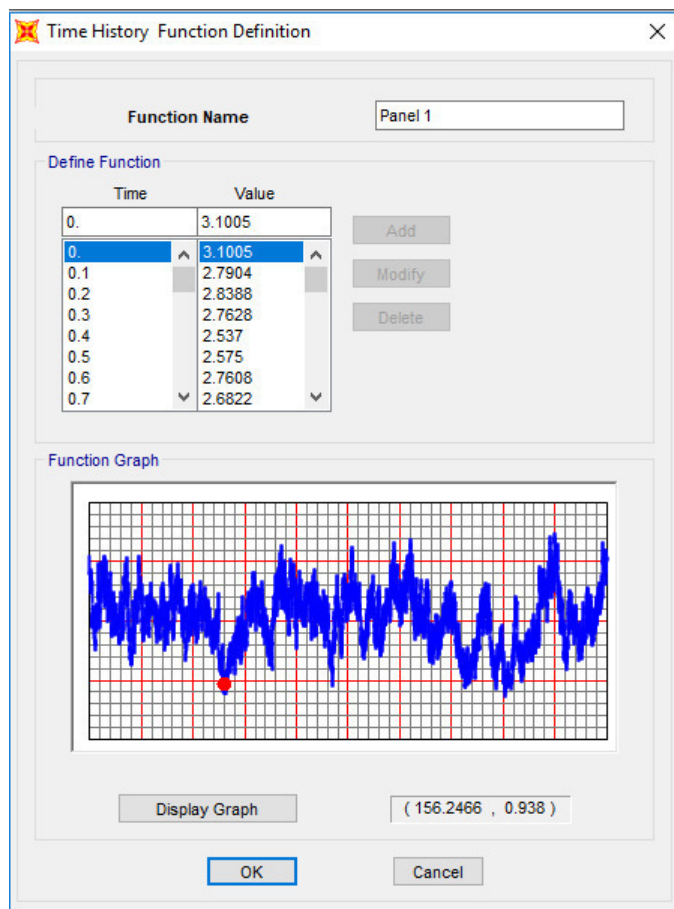 Time History  Function Definition
Function Name
Panel 1
Define Function
Time Value
0. 3.1005
0. 3.1005
0.1 2.7904
0.2 2.8388
0.3 2.7628
0.4 2.537
0.5 2.575
0.6 2.7608
0.7 2.6822
Add
Modify
Delete
Function Graph
Display Graph
( 156.2466 , 0.938 )
OK
Cancel